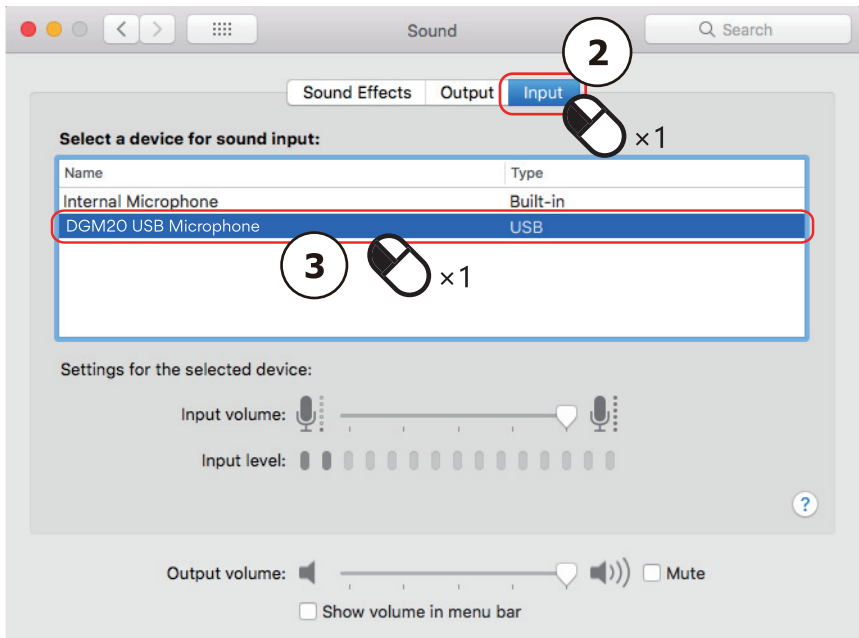 Sound
Search
2
Sound Effects Output Input
×1
Select a device for sound input:
Name Type
Internal Microphone Built-in
DGM20 USB Microphone USB
3
×1
Settings for the selected device:
Input volume:
Input level:
?
Output volume: Mute
Show volume in menu bar